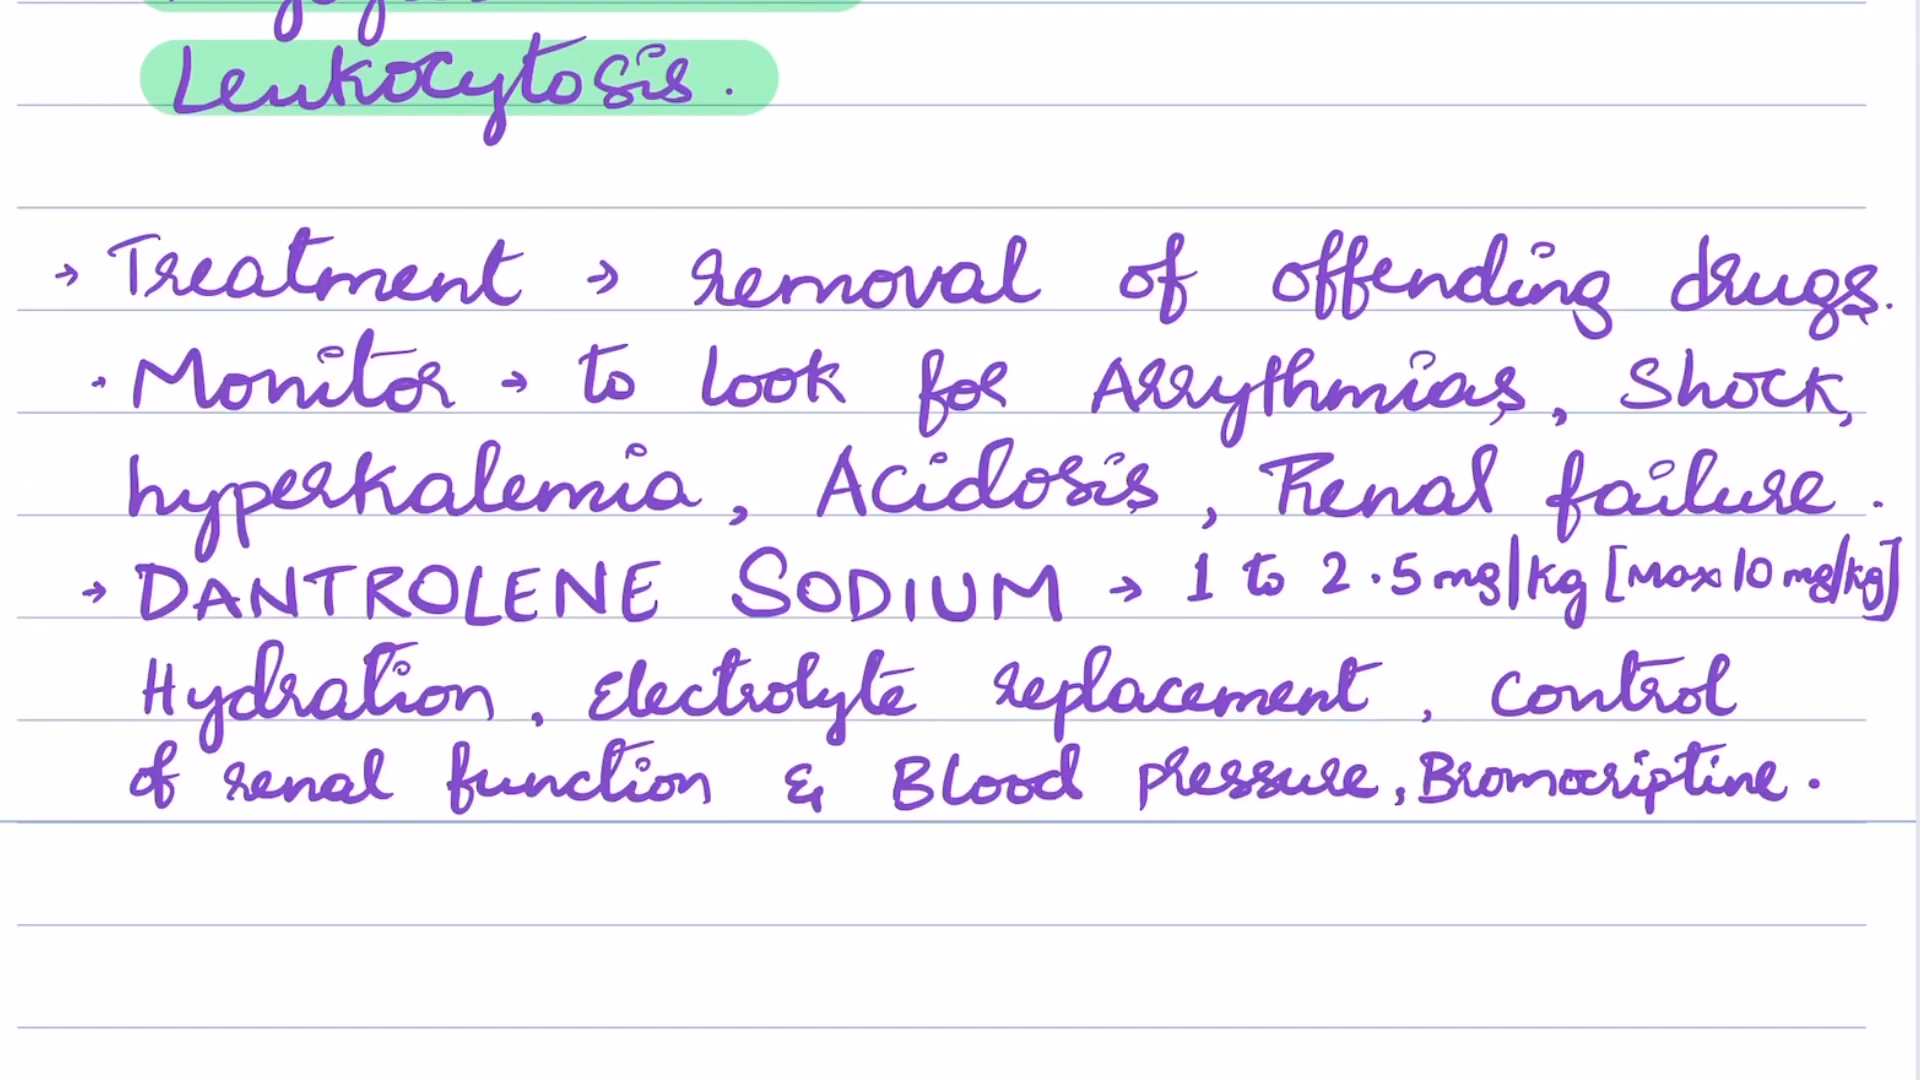 Leukocytosis.
→ Treatment → removal of offending drugs.
· Monitor → to look for Arrythmias, Shock,
hyperkalemia, Acidosis, Renal failure.
→ DANTROLENE SODIUM → 1 to 2.5 mg/kg [Max 10 mg/kg]
Hydration, Electrolyte replacement, control
of renal function & Blood pressure, Bromocriptine.